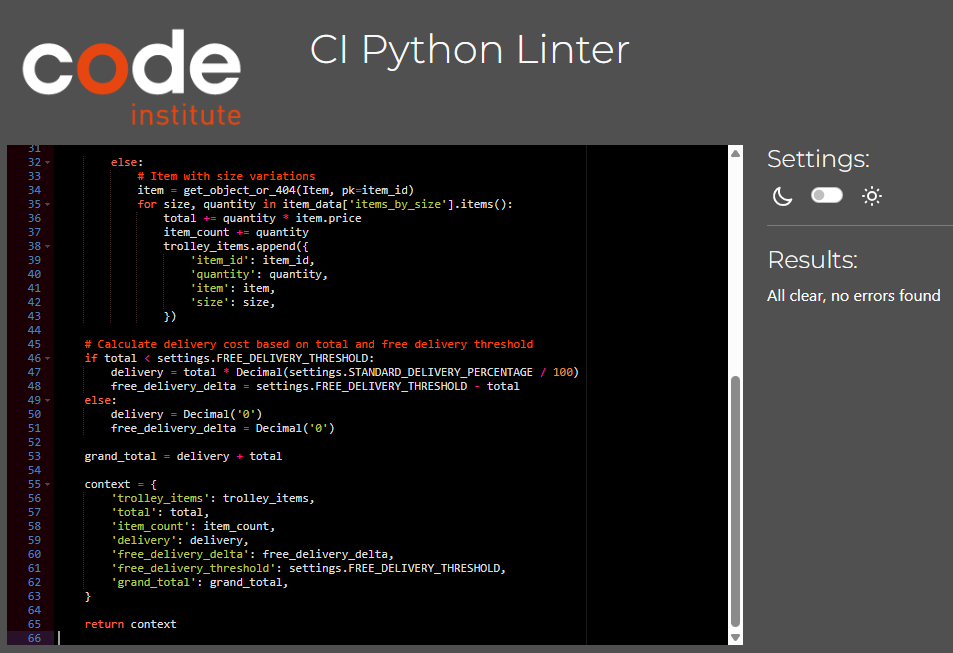 code
institute
CI Python Linter
31
32 else:
33 # Item with size variations
34 item = get_object_or_404(Item, pk=item_id)
35 for size, quantity in item_data['items_by_size'].items():
36 total += quantity * item.price
37 item_count += quantity
38 trolley_items.append({
39 'item_id': item_id,
40 'quantity': quantity,
41 'item': item,
42 'size': size,
43 })
44
45 # Calculate delivery cost based on total and free delivery threshold
46 if total < settings.FREE_DELIVERY_THRESHOLD:
47 delivery = total * Decimal(settings.STANDARD_DELIVERY_PERCENTAGE / 100)
48 free_delivery_delta = settings.FREE_DELIVERY_THRESHOLD - total
49 else:
50 delivery = Decimal('0')
51 free_delivery_delta = Decimal('0')
52
53 grand_total = delivery + total
54
55 context = {
56 'trolley_items': trolley_items,
57 'total': total,
58 'item_count': item_count,
59 'delivery': delivery,
60 'free_delivery_delta': free_delivery_delta,
61 'free_delivery_threshold': settings.FREE_DELIVERY_THRESHOLD,
62 'grand_total': grand_total,
63 }
64
65 return context
66
Settings:
Results:
All clear, no errors found